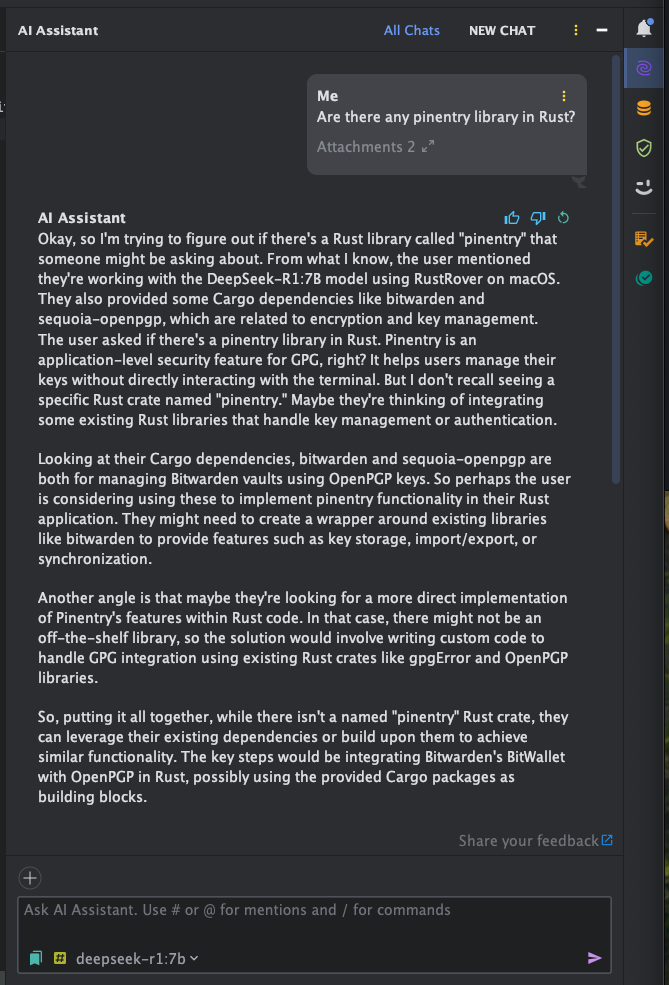 AI Assistant
All Chats
NEW CHAT
Me
Are there any pinentry library in Rust?
Attachments 2
AI Assistant
Okay, so I'm trying to figure out if there's a Rust library called "pinentry" that
someone might be asking about. From what I know, the user mentioned
they're working with the DeepSeek-R1:7B model using RustRover on macOS.
They also provided some Cargo dependencies like bitwarden and
sequoia-openpgp, which are related to encryption and key management.
The user asked if there's a pinentry library in Rust. Pinentry is an
application-level security feature for GPG, right? It helps users manage their
keys without directly interacting with the terminal. But I don't recall seeing a
specific Rust crate named "pinentry." Maybe they're thinking of integrating
some existing Rust libraries that handle key management or authentication.
Looking at their Cargo dependencies, bitwarden and sequoia-openpgp are
both for managing Bitwarden vaults using OpenPGP keys. So perhaps the user
is considering using these to implement pinentry functionality in their Rust
application. They might need to create a wrapper around existing libraries
like bitwarden to provide features such as key storage, import/export, or
synchronization.
Another angle is that maybe they're looking for a more direct implementation
of Pinentry's features within Rust code. In that case, there might not be an
off-the-shelf library, so the solution would involve writing custom code to
handle GPG integration using existing Rust crates like gpgError and OpenPGP
libraries.
So, putting it all together, while there isn't a named "pinentry" Rust crate, they
can leverage their existing dependencies or build upon them to achieve
similar functionality. The key steps would be integrating Bitwarden's BitWallet
with OpenPGP in Rust, possibly using the provided Cargo packages as
building blocks.
Share your feedback
Ask AI Assistant. Use # or @ for mentions and / for commands
deepseek-r1:7b